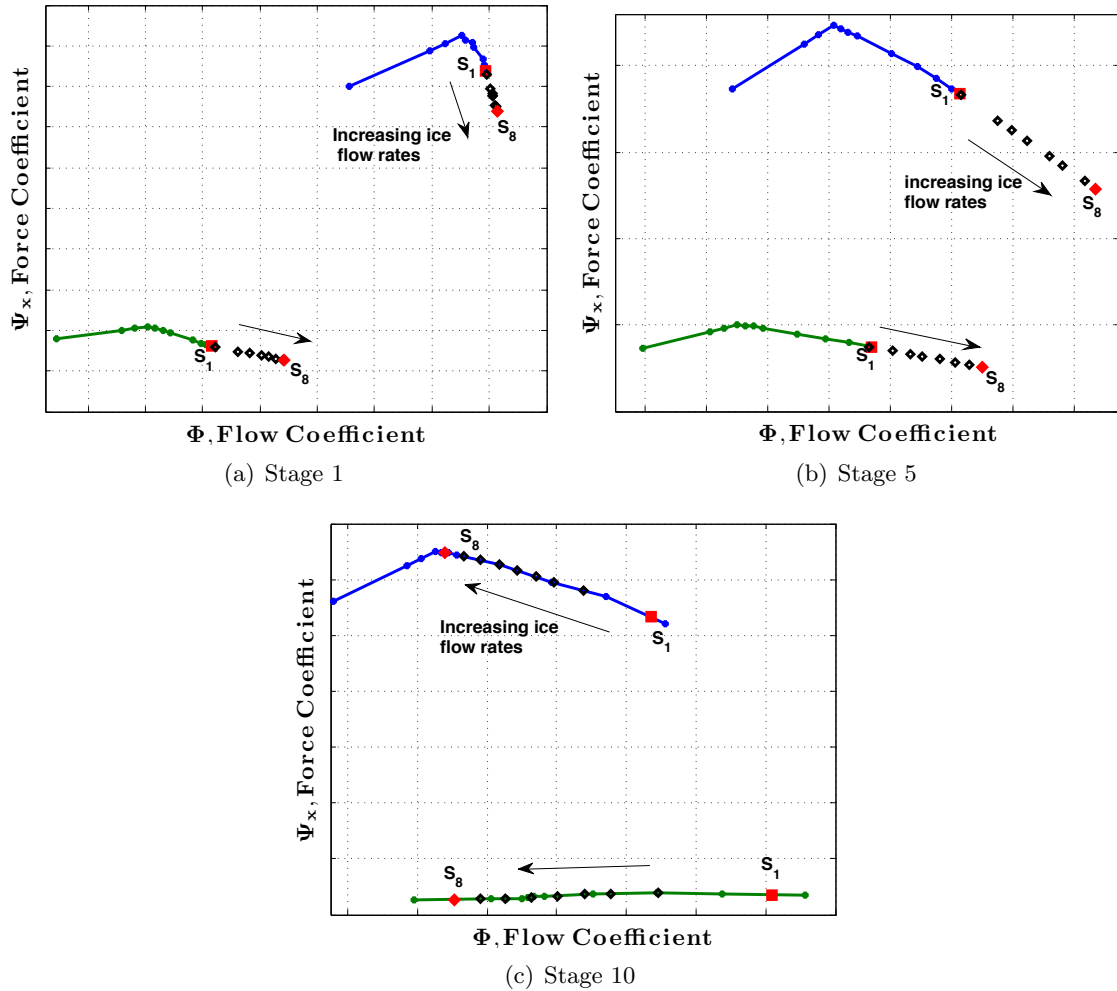 Ψx, Force Coefficient
S1
S8
Increasing ice
flow rates
S1
S8
Φ, Flow Coefficient
(a) Stage 1
Ψx, Force Coefficient
S1
increasing ice
flow rates
S8
S1
S8
Φ, Flow Coefficient
(b) Stage 5
Ψx, Force Coefficient
S8
Increasing ice
flow rates
S1
S8
S1
Φ, Flow Coefficient
(c) Stage 10